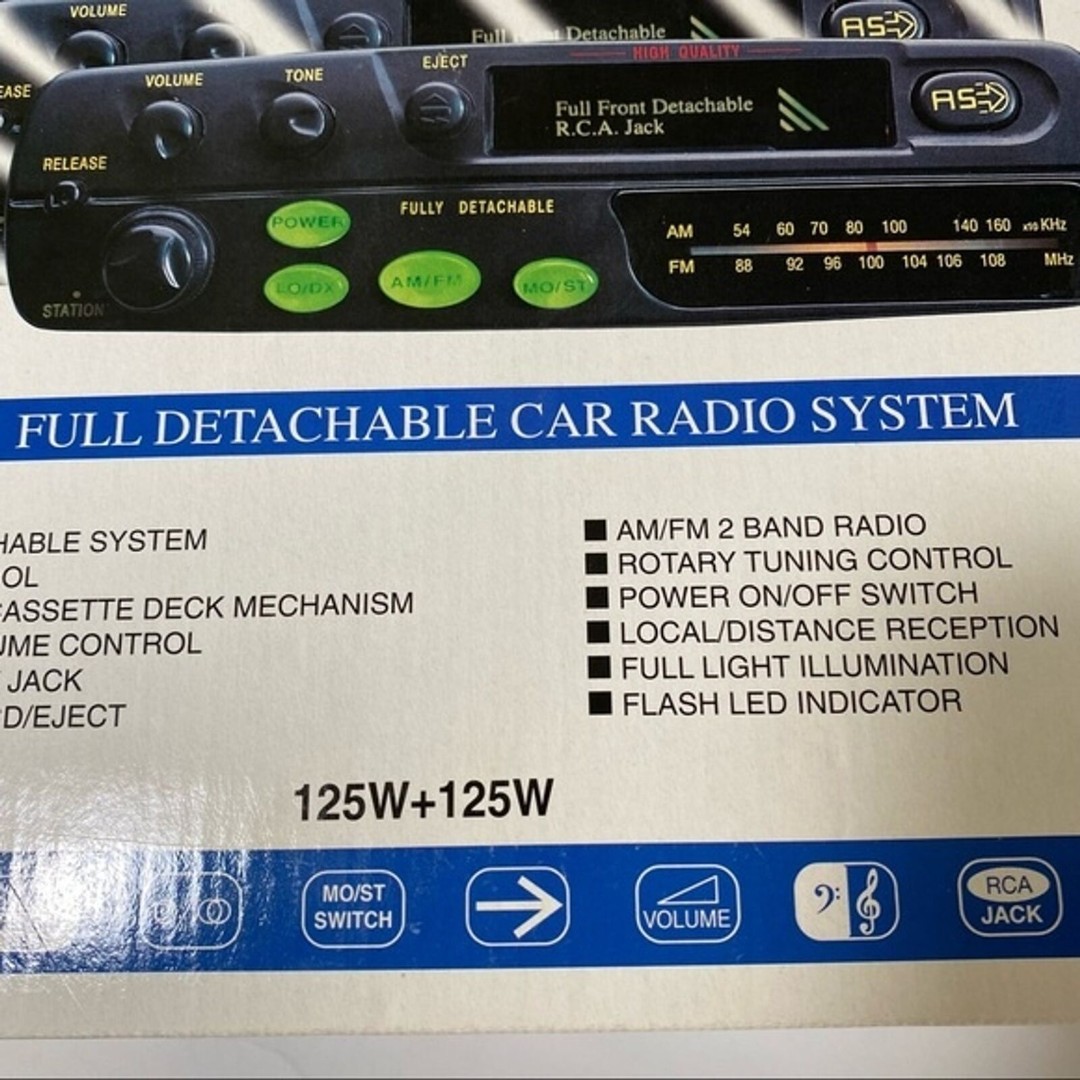 VOLUME
Full Detachable
AS
EASE
HIGH QUALITY
VOLUME
TONE
EJECT
Full Front Detachable
R.C.A. Jack
AS
RELEASE
POWER
FULLY DETACHABLE
LO/DX
AM/FM
MO/ST
STATION
AM 54 60 70 80 100 140 160 x10 KHz
FM 88 92 96 100 104 106 108 MHz
FULL DETACHABLE CAR RADIO SYSTEM
HABLE SYSTEM
OL
CASSETTE DECK MECHANISM
UME CONTROL
JACK
D/EJECT
■ AM/FM 2 BAND RADIO
■ ROTARY TUNING CONTROL
■ POWER ON/OFF SWITCH
■ LOCAL/DISTANCE RECEPTION
■ FULL LIGHT ILLUMINATION
■ FLASH LED INDICATOR
125W+125W
MO/ST
SWITCH
VOLUME
RCA
JACK